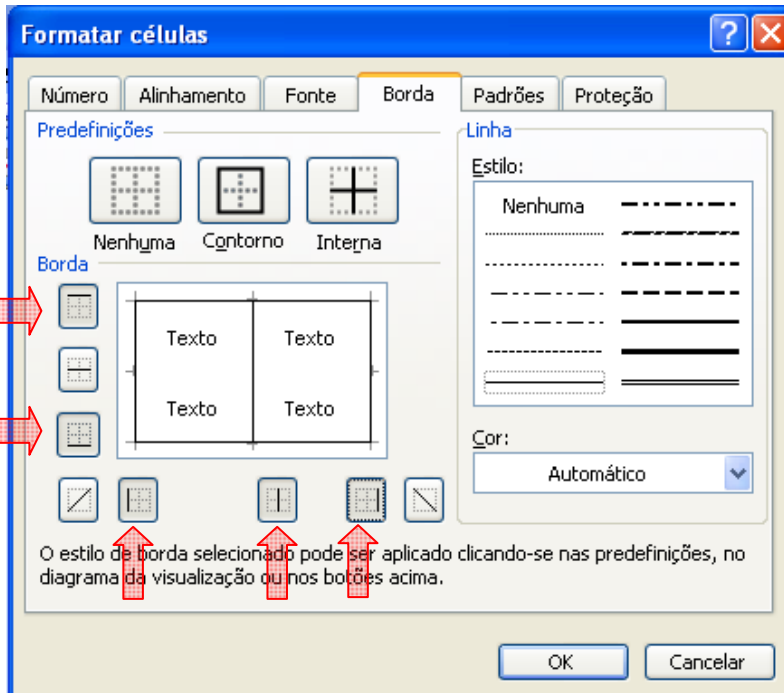 Formatar células
Número Alinhamento Fonte Borda Padrões Proteção
Predefinições
Nenhuma Contorno Interna
Borda
Texto Texto
Texto Texto
Linha
Estilo:
Nenhuma
Cor:
Automático
O estilo de borda selecionado pode ser aplicado clicando-se nas predefinições, no
diagrama da visualização ou nos botões acima.
OK Cancelar